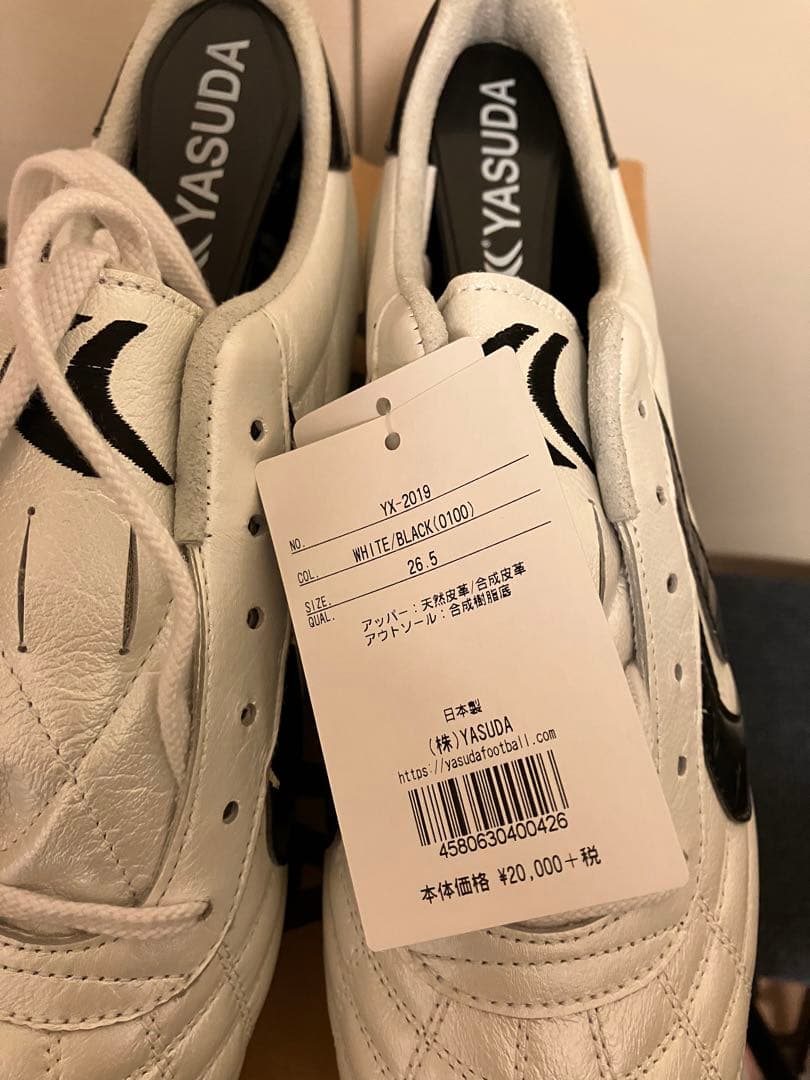 YASUDA
YASUDA
NO. YX-2019
COL. WHITE/BLACK(0100)
SIZE. 26.5
QUAL. アッパー:天然皮革/合成皮革
アウトソール:合成樹脂底
日本製
(株)YASUDA
https://yasudafootball.com
4580630400426
本体価格 ¥20,000+税